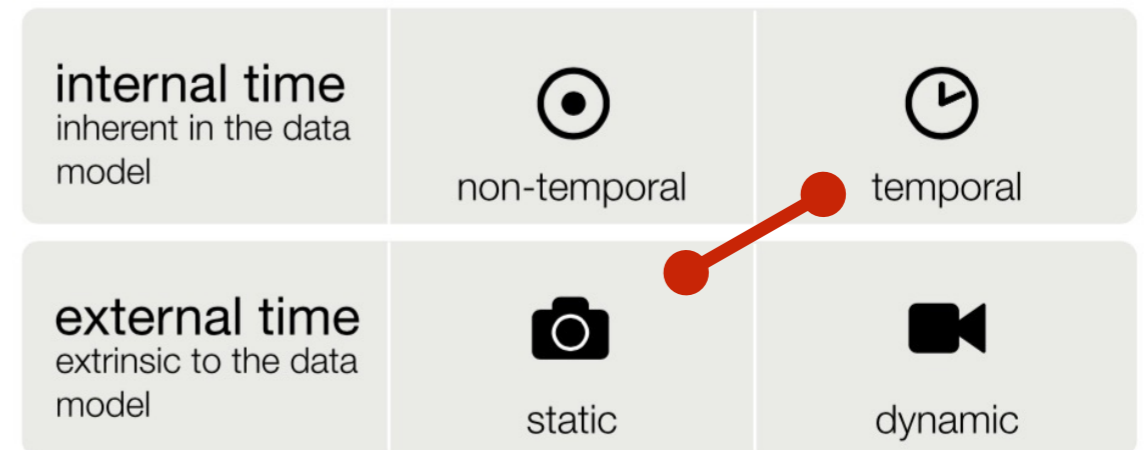 internal time
inherent in the data
model
non-temporal
temporal
external time
extrinsic to the data
model
static
dynamic